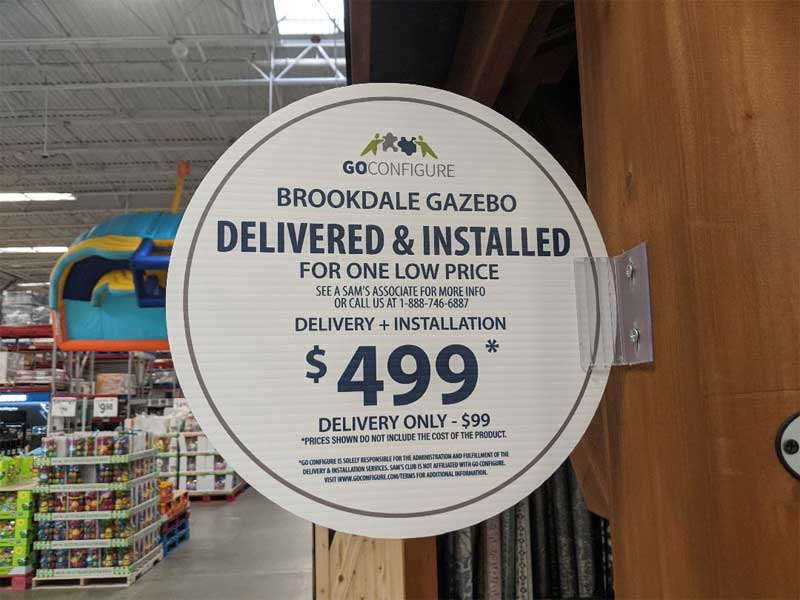 GOCONFIGURE
BROOKDALE GAZEBO
DELIVERED & INSTALLED
FOR ONE LOW PRICE
SEE A SAM'S ASSOCIATE FOR MORE INFO
OR CALL US AT 1-888-746-6887
DELIVERY + INSTALLATION
$499*
DELIVERY ONLY - $99
*PRICES SHOWN DO NOT INCLUDE THE COST OF THE PRODUCT.
*GO CONFIGURE IS SOLELY RESPONSIBLE FOR THE ADMINISTRATION AND FULFILLMENT OF THE
DELIVERY & INSTALLATION SERVICES. SAM'S CLUB IS NOT AFFILIATED WITH GO CONFIGURE.
VISIT WWW.GOCONFIGURE.COM/TERMS FOR ADDITIONAL INFORMATION.